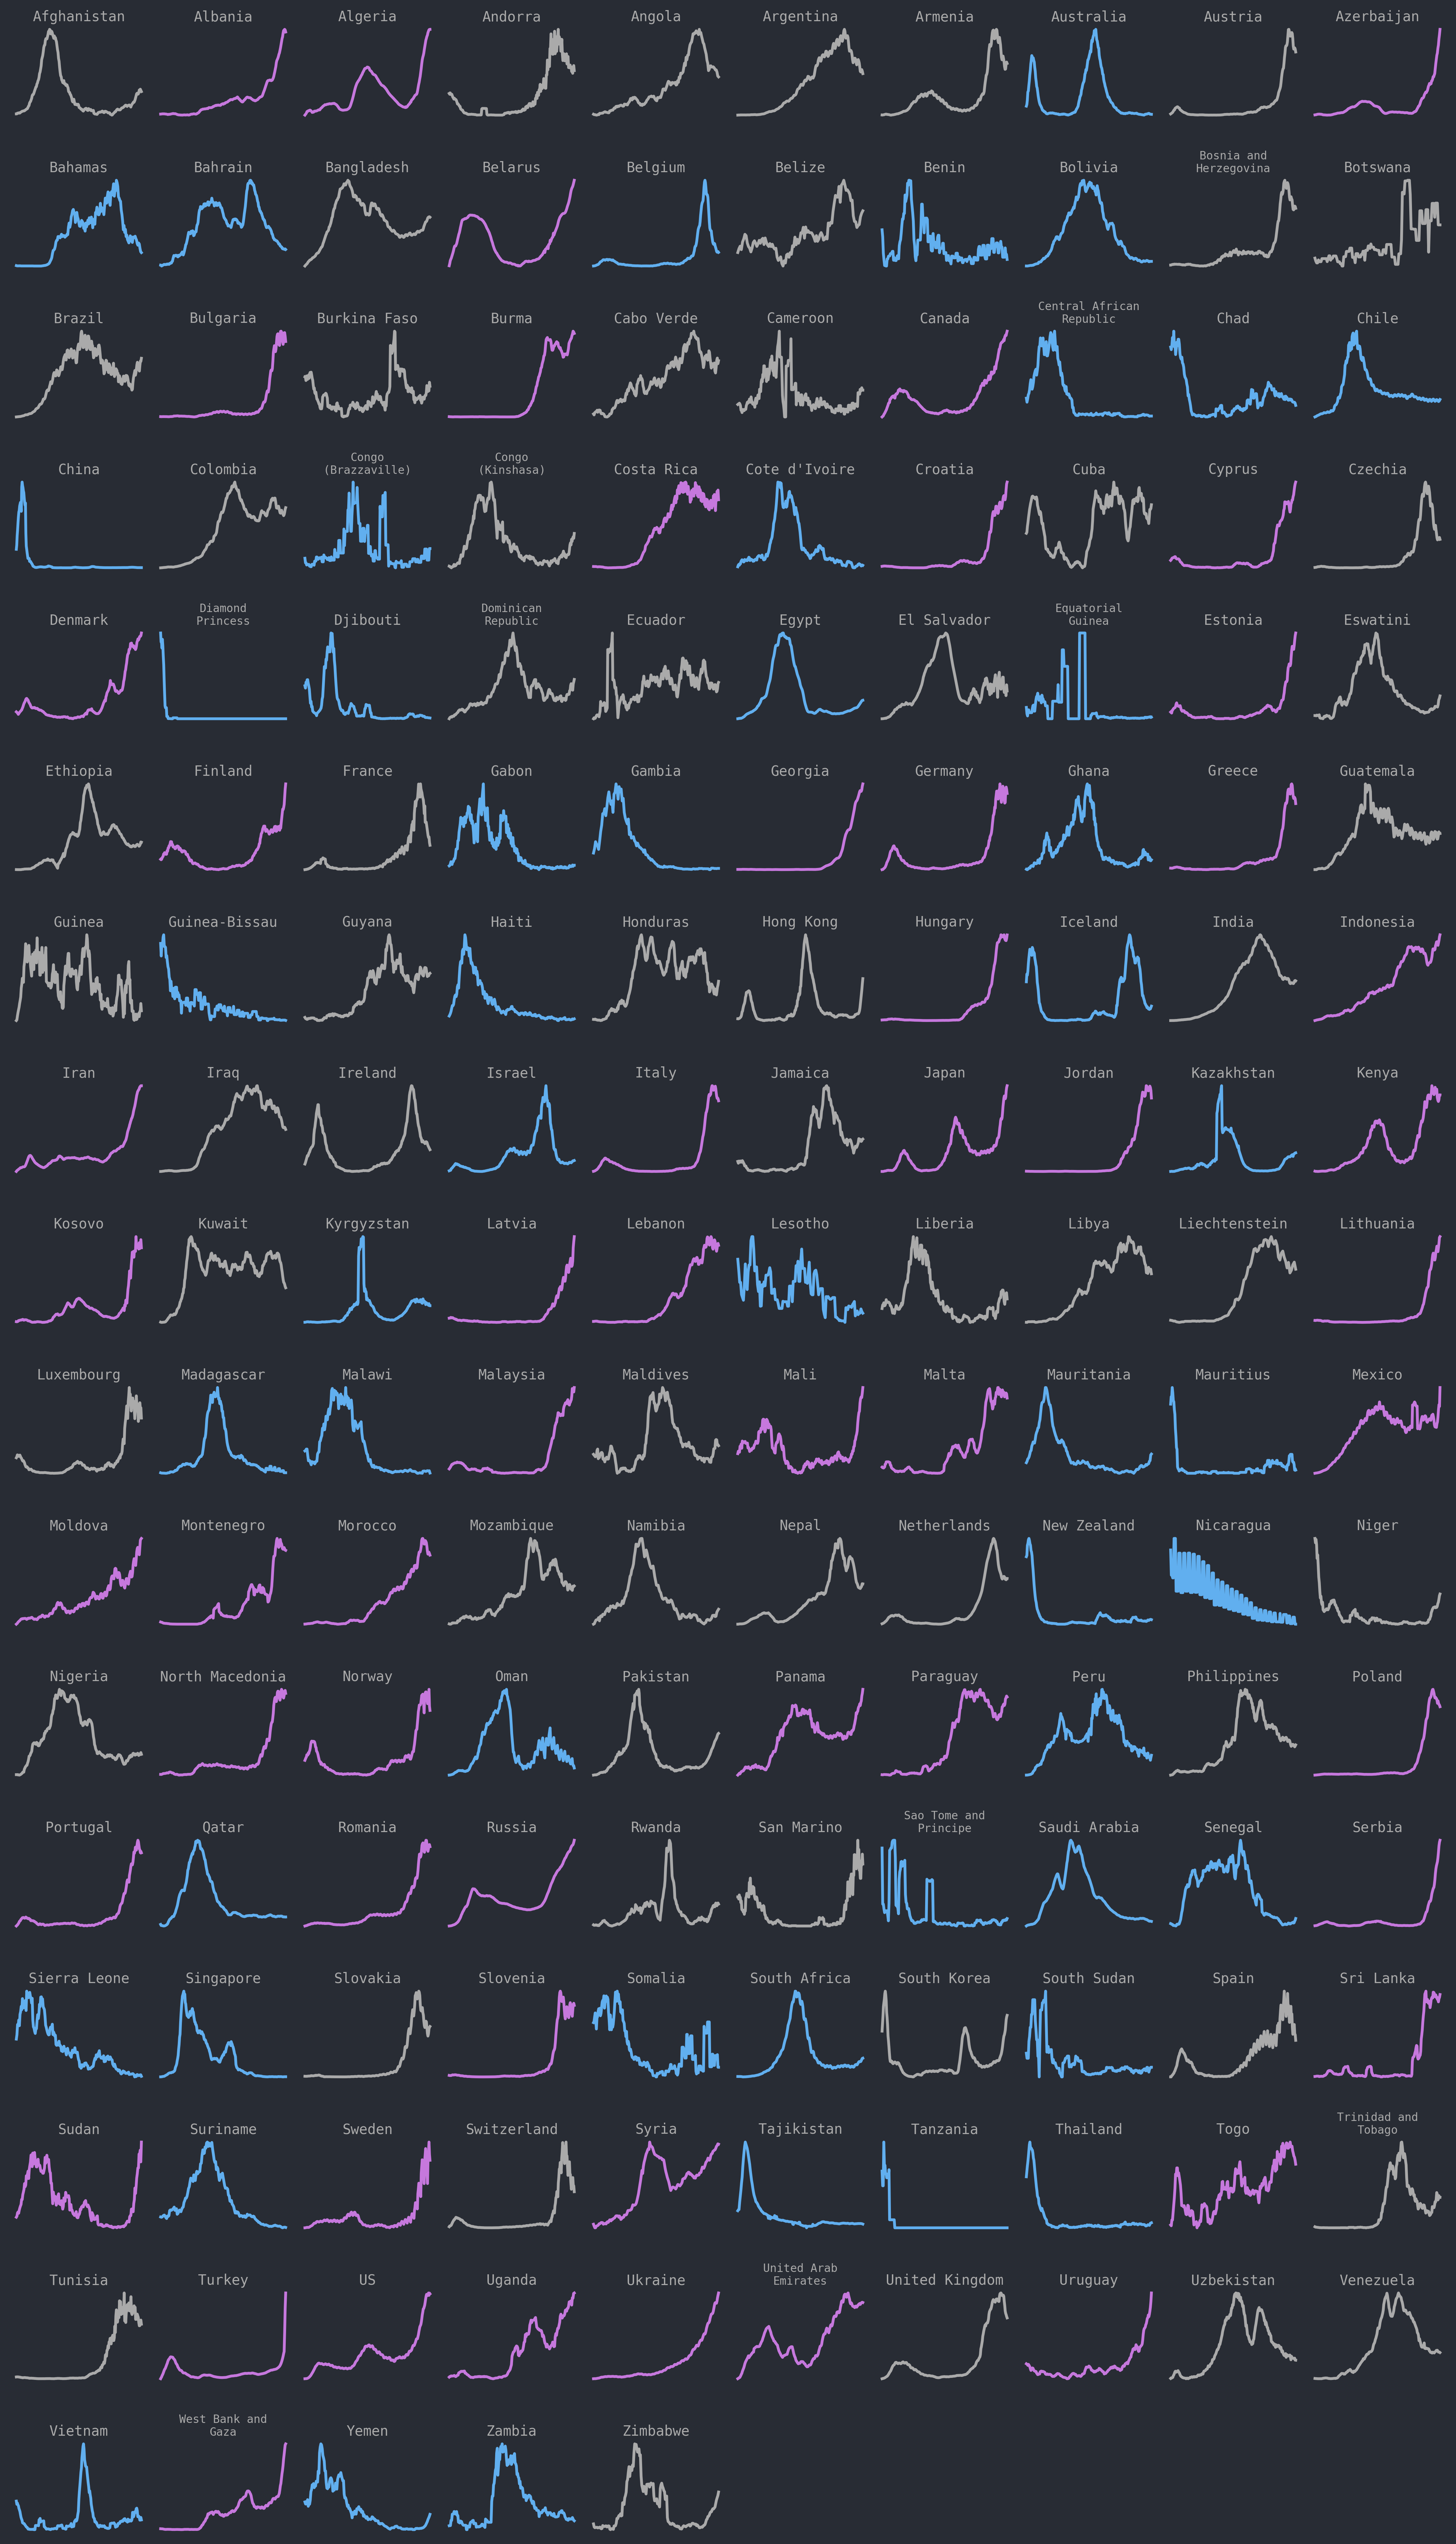 Afghanistan
Albania
Algeria
Andorra
Angola
Argentina
Armenia
Australia
Austria
Azerbaijan
Bahamas
Bahrain
Bangladesh
Belarus
Belgium
Belize
Benin
Bolivia
Bosnia and
Herzegovina
Botswana
Brazil
Bulgaria
Burkina Faso
Burma
Cabo Verde
Cameroon
Canada
Central African
Republic
Chad
Chile
China
Colombia
Congo
(Brazzaville)
Congo
(Kinshasa)
Costa Rica
Cote d'Ivoire
Croatia
Cuba
Cyprus
Czechia
Denmark
Diamond
Princess
Djibouti
Dominican
Republic
Ecuador
Egypt
El Salvador
Equatorial
Guinea
Estonia
Eswatini
Ethiopia
Finland
France
Gabon
Gambia
Georgia
Germany
Ghana
Greece
Guatemala
Guinea
Guinea-Bissau
Guyana
Haiti
Honduras
Hong Kong
Hungary
Iceland
India
Indonesia
Iran
Iraq
Ireland
Israel
Italy
Jamaica
Japan
Jordan
Kazakhstan
Kenya
Kosovo
Kuwait
Kyrgyzstan
Latvia
Lebanon
Lesotho
Liberia
Libya
Liechtenstein
Lithuania
Luxembourg
Madagascar
Malawi
Malaysia
Maldives
Mali
Malta
Mauritania
Mauritius
Mexico
Moldova
Montenegro
Morocco
Mozambique
Namibia
Nepal
Netherlands
New Zealand
Nicaragua
Niger
Nigeria
North Macedonia
Norway
Oman
Pakistan
Panama
Paraguay
Peru
Philippines
Poland
Portugal
Qatar
Romania
Russia
Rwanda
San Marino
Sao Tome and
Principe
Saudi Arabia
Senegal
Serbia
Sierra Leone
Singapore
Slovakia
Slovenia
Somalia
South Africa
South Korea
South Sudan
Spain
Sri Lanka
Sudan
Suriname
Sweden
Switzerland
Syria
Tajikistan
Tanzania
Thailand
Togo
Trinidad and
Tobago
Tunisia
Turkey
US
Uganda
Ukraine
United Arab
Emirates
United Kingdom
Uruguay
Uzbekistan
Venezuela
Vietnam
West Bank and
Gaza
Yemen
Zambia
Zimbabwe